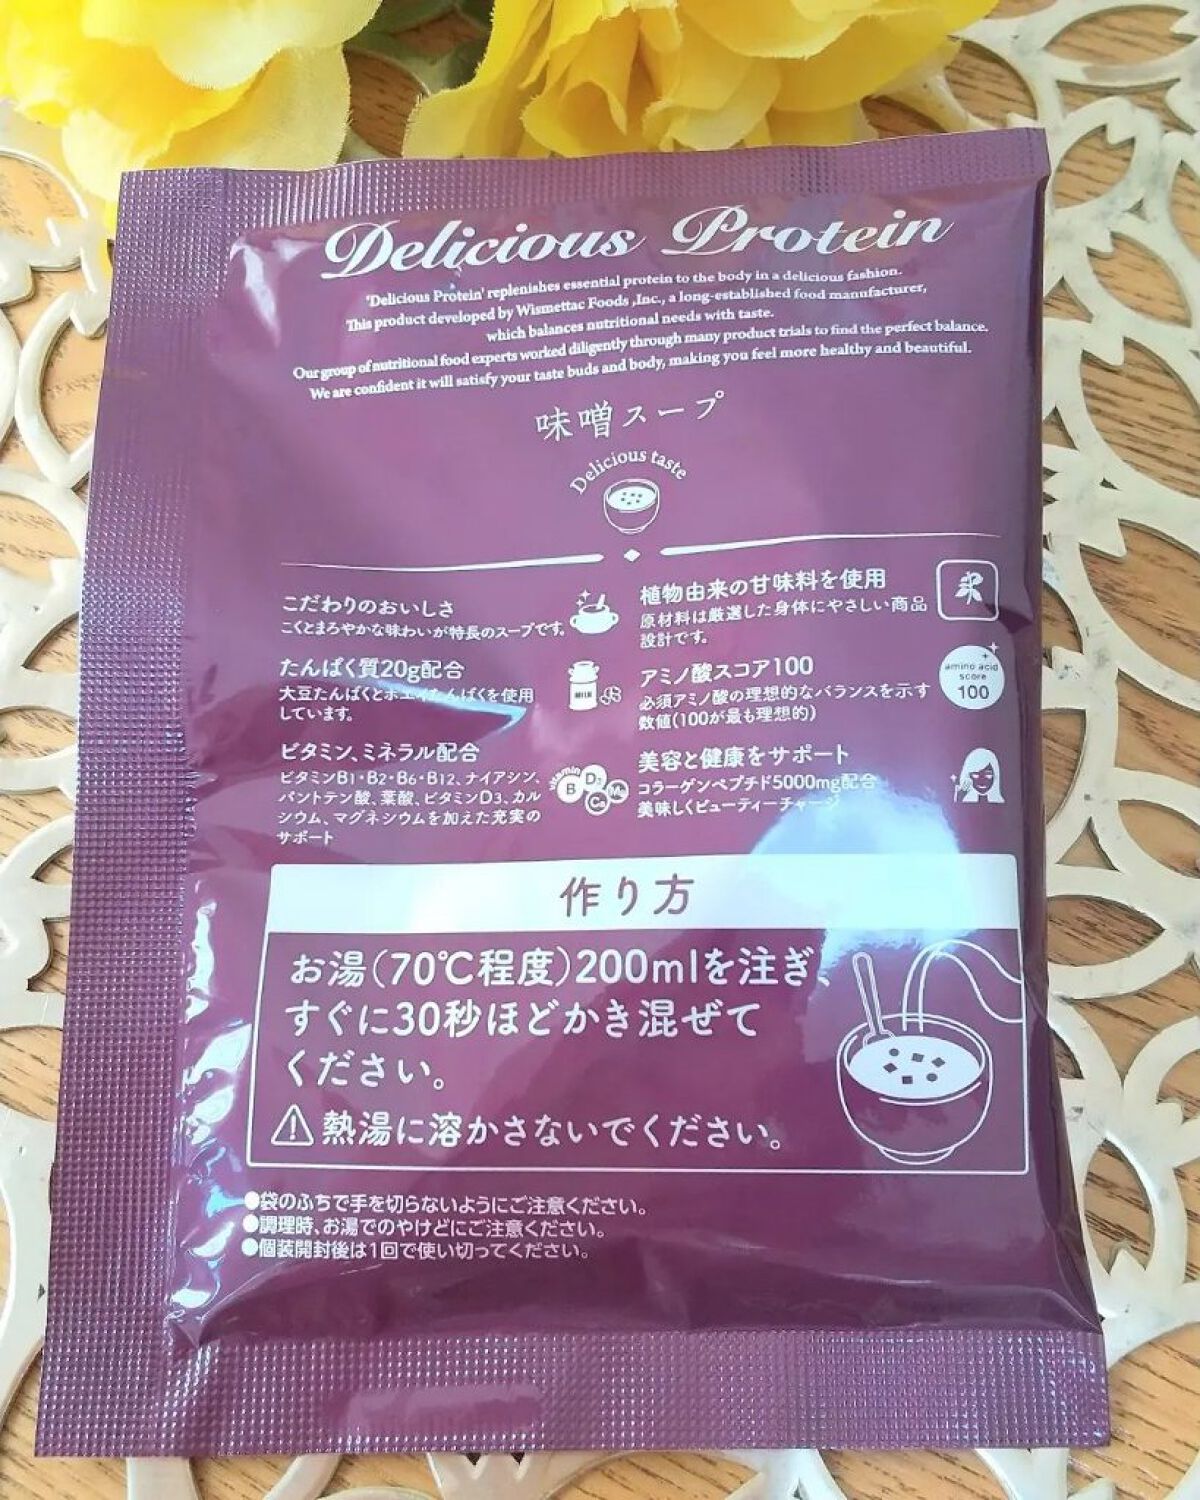 Delicious Protein
'Delicious Protein' replenishes essential protein to the body in a delicious fashion.
This product developed by Wismettac Foods ,Inc., a long-established food manufacturer,
which balances nutritional needs with taste.
Our group of nutritional food experts worked diligently through many product trials to find the perfect balance.
We are confident it will satisfy your taste buds and body, making you feel more healthy and beautiful.
味噌スープ
Delicious taste
こだわりのおいしさ
こくとまろやかな味わいが特長のスープです。
たんぱく質20g配合
大豆たんぱくとホエイたんぱくを使用
しています。
MILK
ビタミン、ミネラル配合
ビタミンB1・B2・B6・B12、ナイアシン、
パントテン酸、葉酸、ビタミンD3、カル
シウム、マグネシウムを加えた充実の
サポート
vitamin
B
D3
Ca
Mg
植物由来の甘味料を使用
原材料は厳選した身体にやさしい商品
設計です。
アミノ酸スコア100
必須アミノ酸の理想的なバランスを示す
数値(100が最も理想的)
amino acid
score
100
美容と健康をサポート
コラーゲンペプチド5000mg配合
美味しくビューティーチャージ
作り方
お湯(70℃程度)200mlを注ぎ、
すぐに30秒ほどかき混ぜて
ください。
⚠熱湯に溶かさないでください。
●袋のふちで手を切らないようにご注意ください。
●調理時、お湯でのやけどにご注意ください。
●個装開封後は1回で使い切ってください。